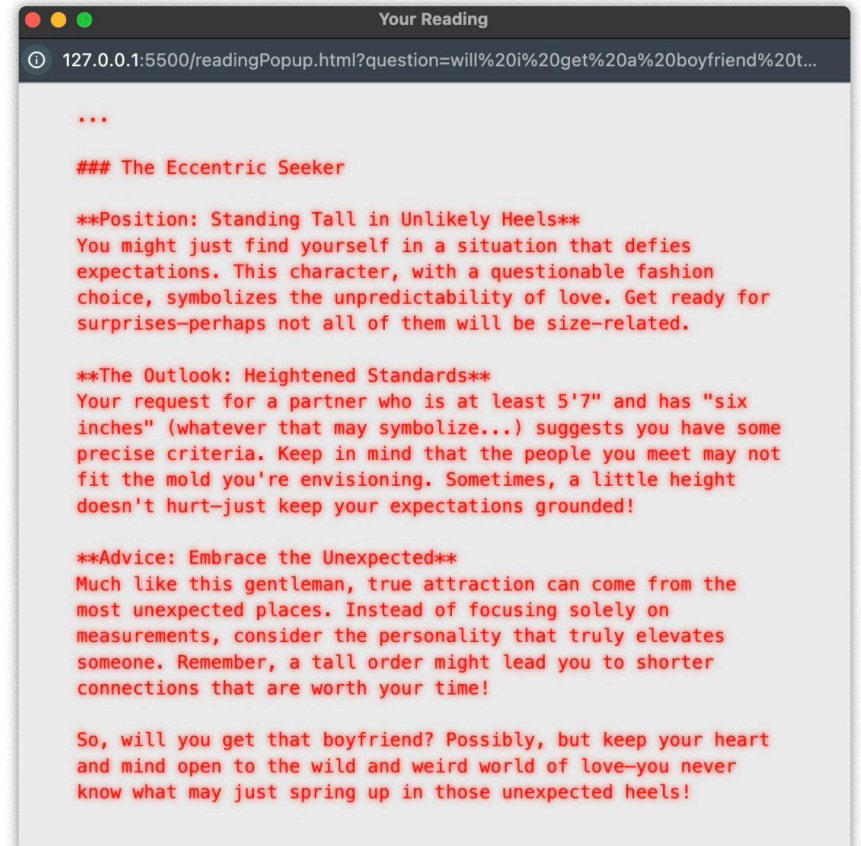 Your Reading
127.0.0.1:5500/readingPopup.html?question=will%20i%20get%20a%20boyfriend%20t...
...
### The Eccentric Seeker
**Position: Standing Tall in Unlikely Heels**
You might just find yourself in a situation that defies
expectations. This character, with a questionable fashion
choice, symbolizes the unpredictability of love. Get ready for
surprises—perhaps not all of them will be size-related.
**The Outlook: Heightened Standards**
Your request for a partner who is at least 5'7" and has "six
inches" (whatever that may symbolize...) suggests you have some
precise criteria. Keep in mind that the people you meet may not
fit the mold you're envisioning. Sometimes, a little height
doesn't hurt—just keep your expectations grounded!
**Advice: Embrace the Unexpected**
Much like this gentleman, true attraction can come from the
most unexpected places. Instead of focusing solely on
measurements, consider the personality that truly elevates
someone. Remember, a tall order might lead you to shorter
connections that are worth your time!
So, will you get that boyfriend? Possibly, but keep your heart
and mind open to the wild and weird world of love—you never
know what may just spring up in those unexpected heels!